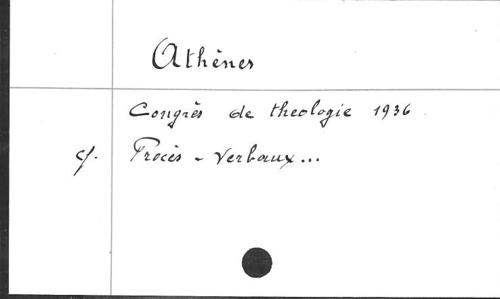 Athènes
Congrès de theologie 1936
cf. Procès-Verbaux...